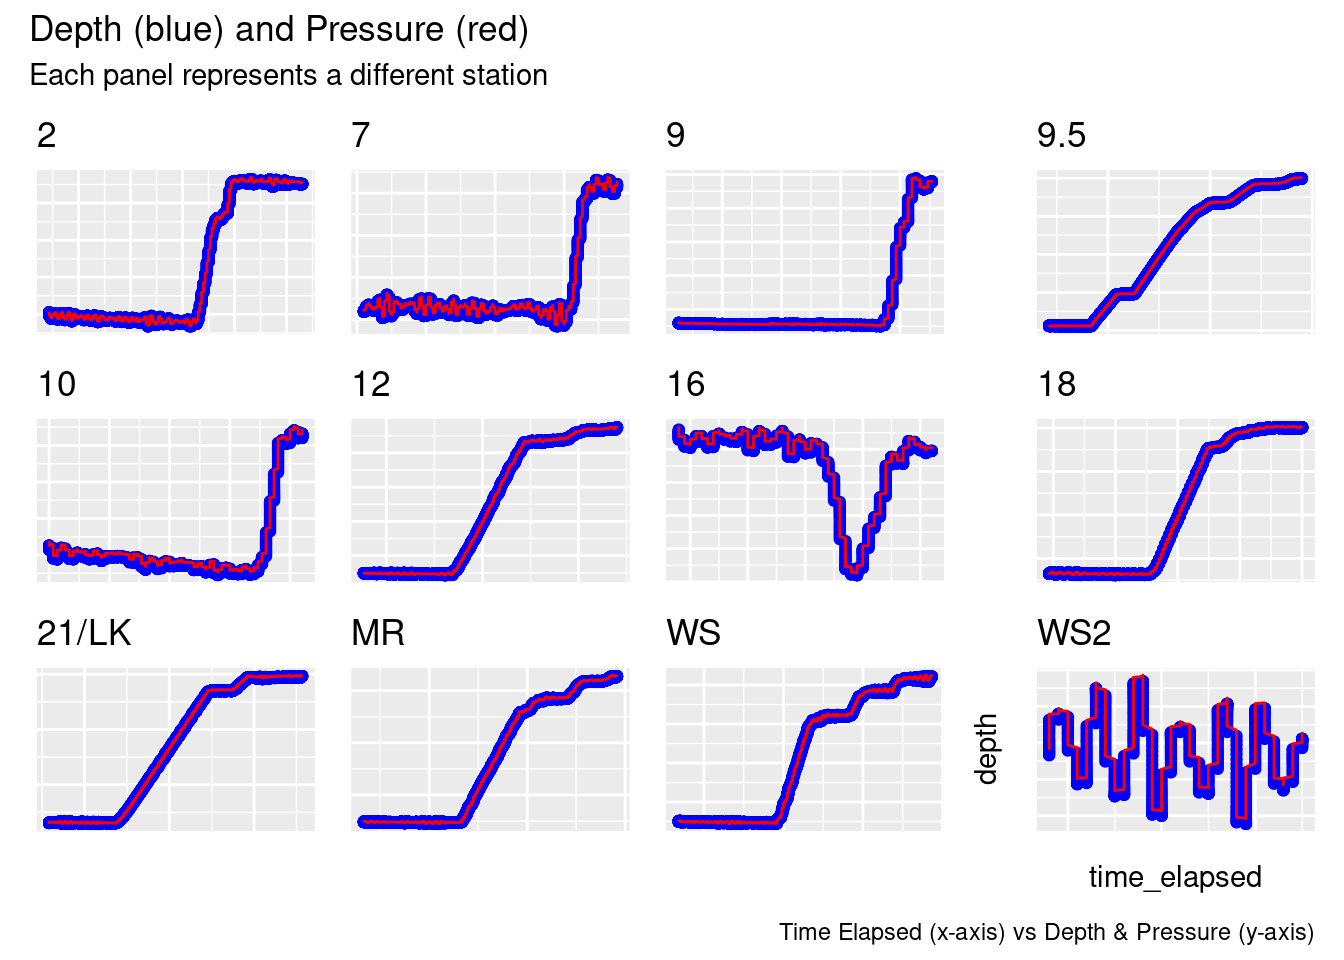 Depth (blue) and Pressure (red)
Each panel represents a different station
2
7
9
9.5
10
12
16
18
21/LK
MR
WS
WS2
depth
time_elapsed
Time Elapsed (x-axis) vs Depth & Pressure (y-axis)